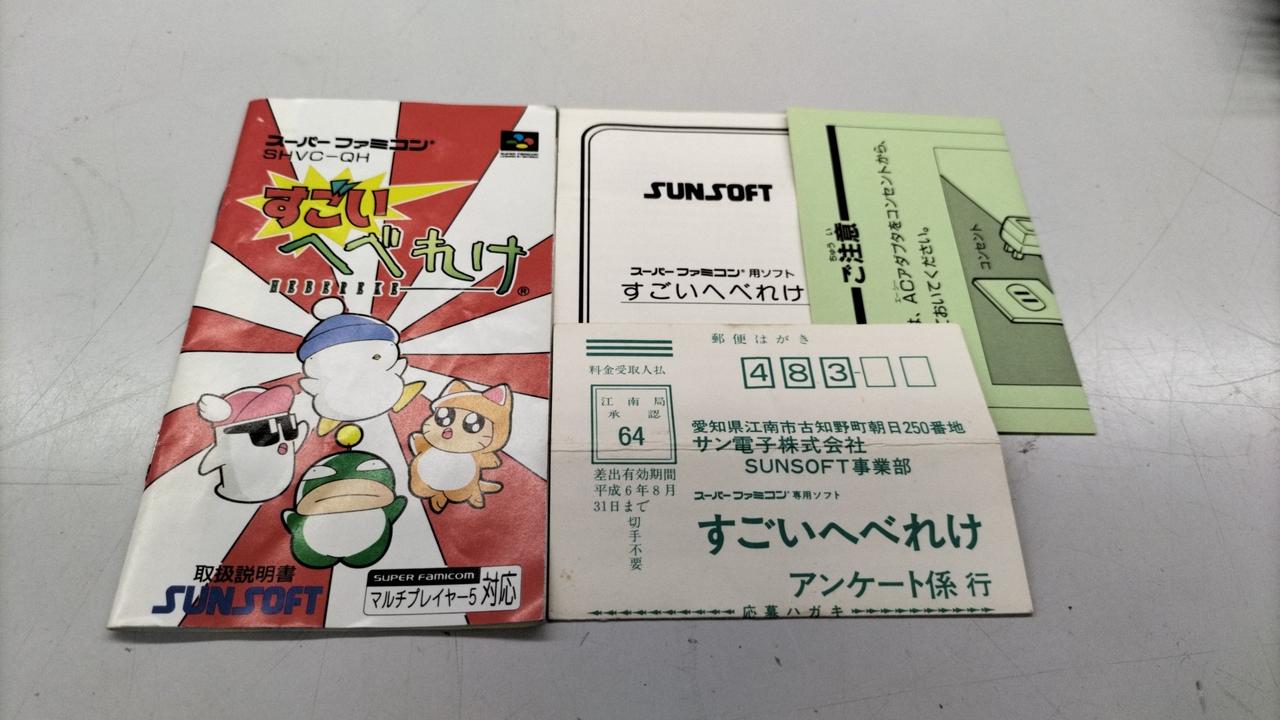 スーパーファミコン®
SHVC-QH
SUPER FAMICOM
すごい
へべれけ
HEBEREKE®
取扱説明書
SUNSOFT
SUPER FAMICOM
マルチプレイヤー5 対応
SUNSOFT
スーパーファミコン®用ソフト
すごいへべれけ
ちゅう い
ご注意
ACアダプタをコンセントから、
おいてください。
コンセント
郵便はがき
料金受取人払
483-
江南局
承認
64
差出有効期間
平成6年8月
31日まで
切手不要
愛知県江南市古知野町朝日250番地
サン電子株式会社
SUNSOFT事業部
スーパーファミコン®専用ソフト
すごいへべれけ
アンケート係 行
応募ハガキ